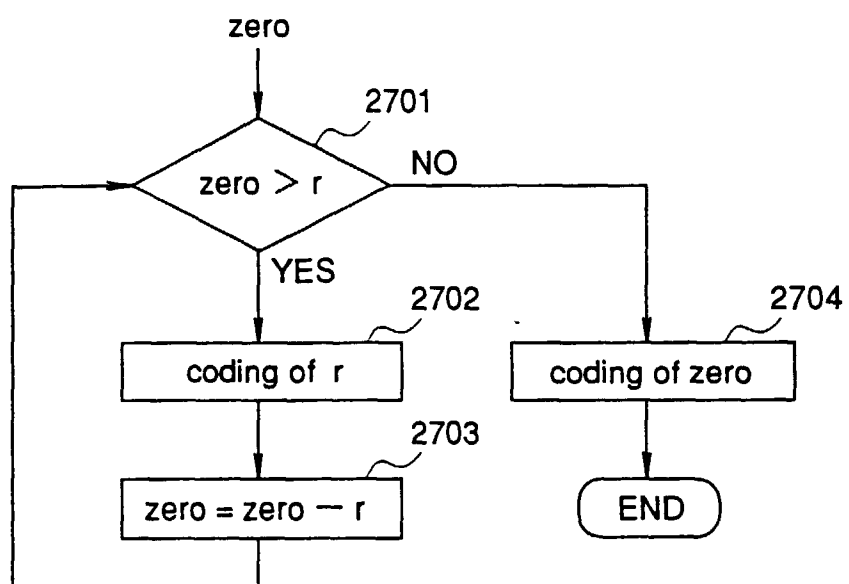 zero
2701
zero > r
NO
YES
2702
2704
coding of r
coding of zero
2703
zero = zero − r
END